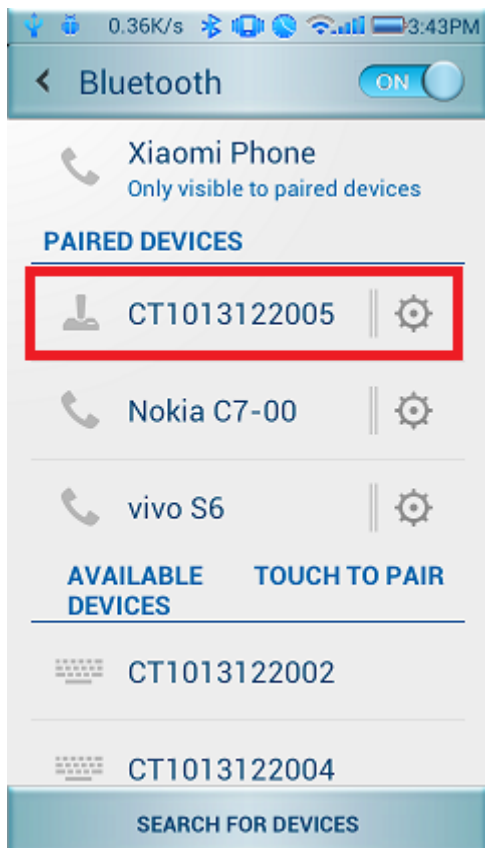 0.36K/s 3:43PM
Bluetooth ON
Xiaomi Phone
Only visible to paired devices
PAIRED DEVICES
CT1013122005
Nokia C7-00
vivo S6
AVAILABLE DEVICES TOUCH TO PAIR
CT1013122002
CT1013122004
SEARCH FOR DEVICES